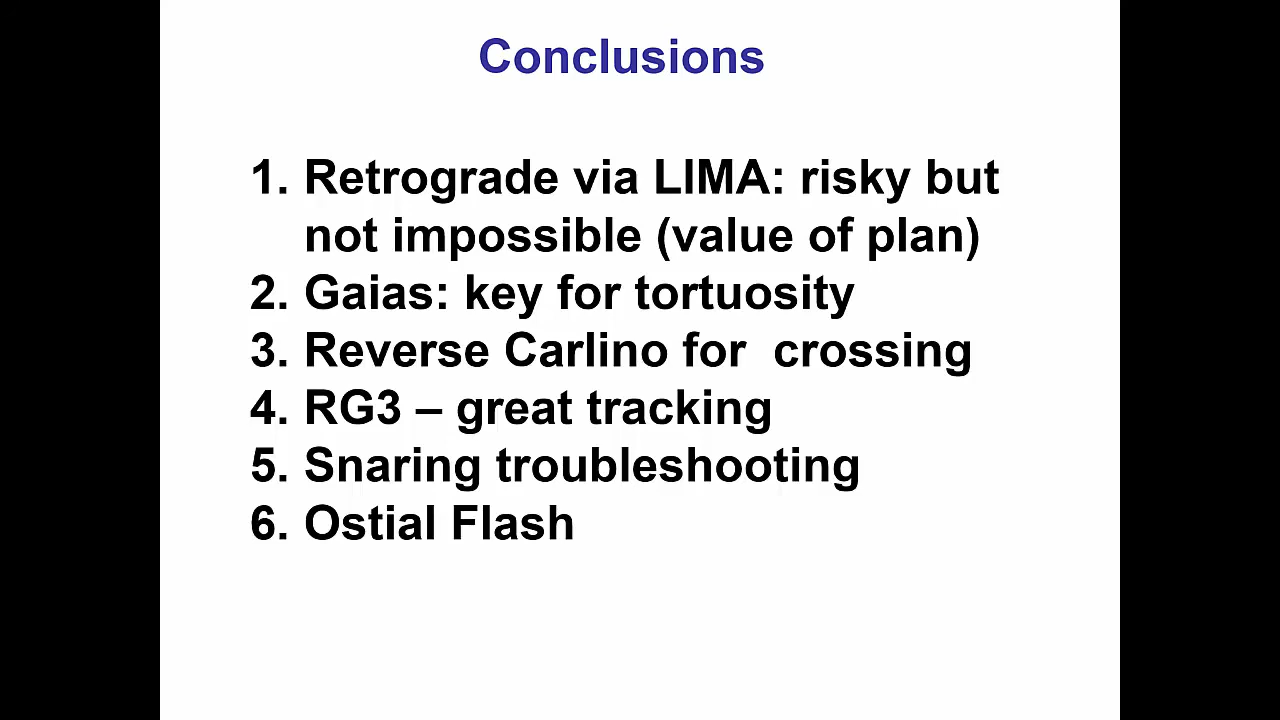 Conclusions
1. Retrograde via LIMA: risky but
not impossible (value of plan)
2. Gaias: key for tortuosity
3. Reverse Carlino for  crossing
4. RG3 – great tracking
5. Snaring troubleshooting
6. Ostial Flash